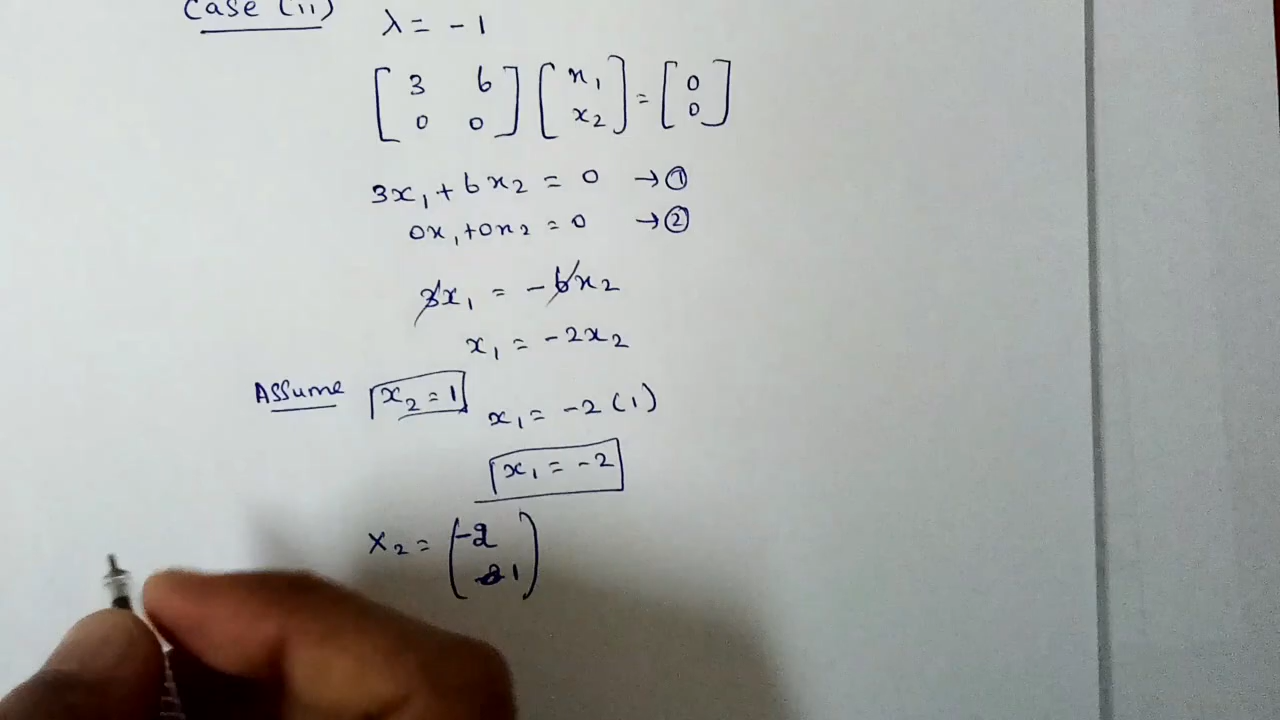 Case (ii)
λ = -1
[3 6 0 0] [x1 x2] = [0 0]
3x1 + 6x2 = 0 → ①
0x1 + 0x2 = 0 → ②
3x1 = -6x2
x1 = -2x2
Assume x2 = 1 x1 = -2 (1)
x1 = -2
X2 = (-2 1)